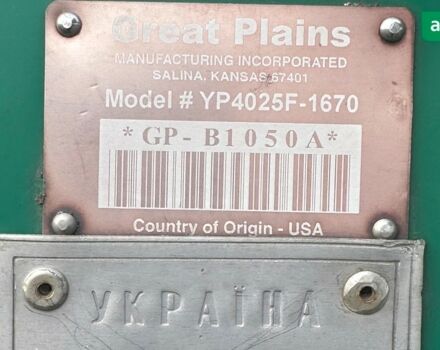 Great Plains
MANUFACTURING INCORPORATED
SALINA, KANSAS 67401
Model # YP4025F-1670
*GP-B1050A*
Country of Origin - USA
УКРАЇНА